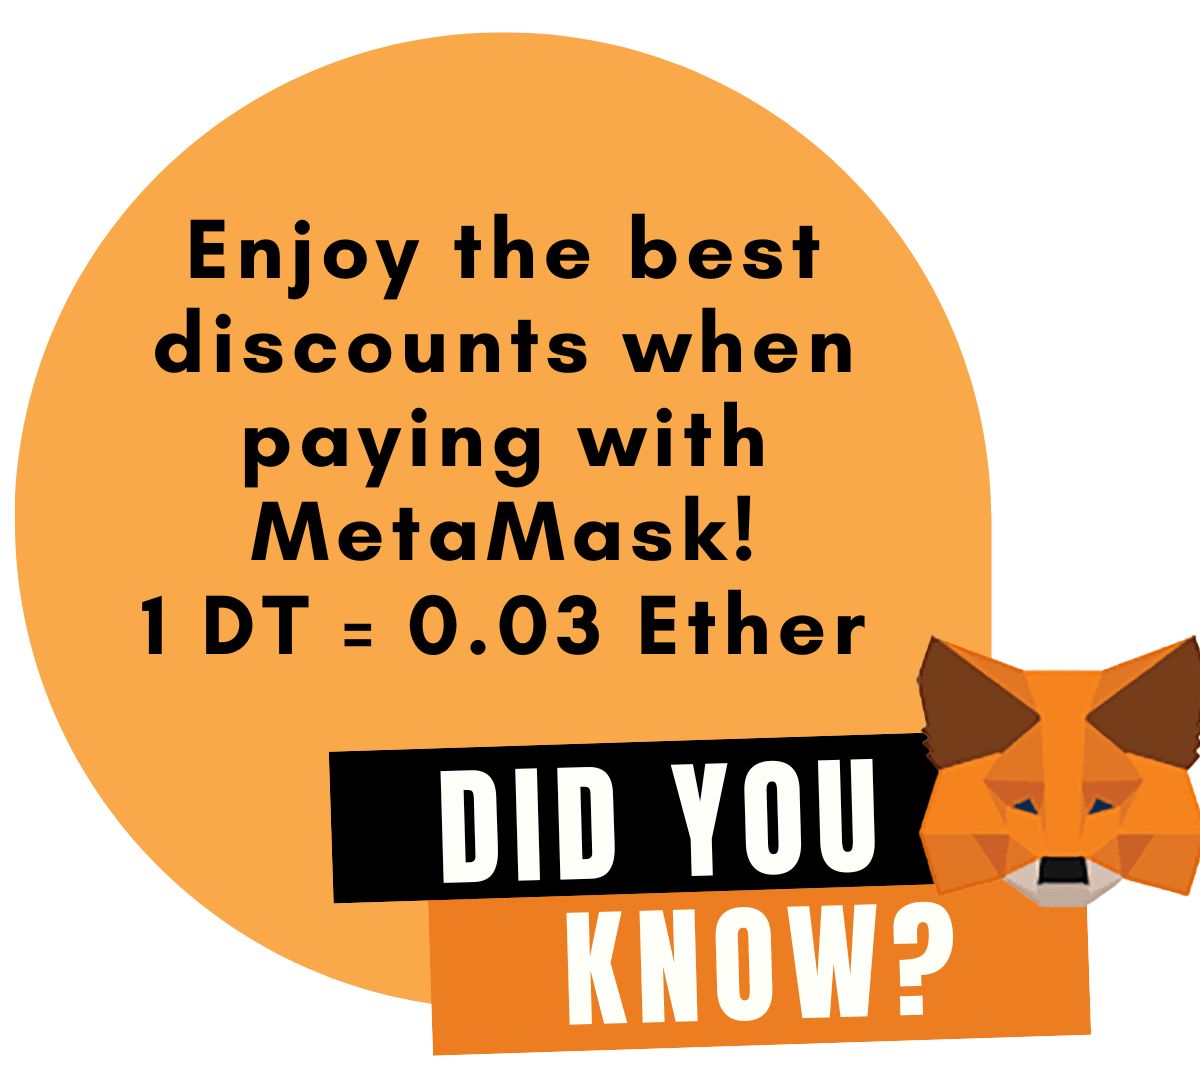 Enjoy the best
discounts when
paying with
MetaMask!
1 DT = 0.03 Ether
DID YOU
KNOW?